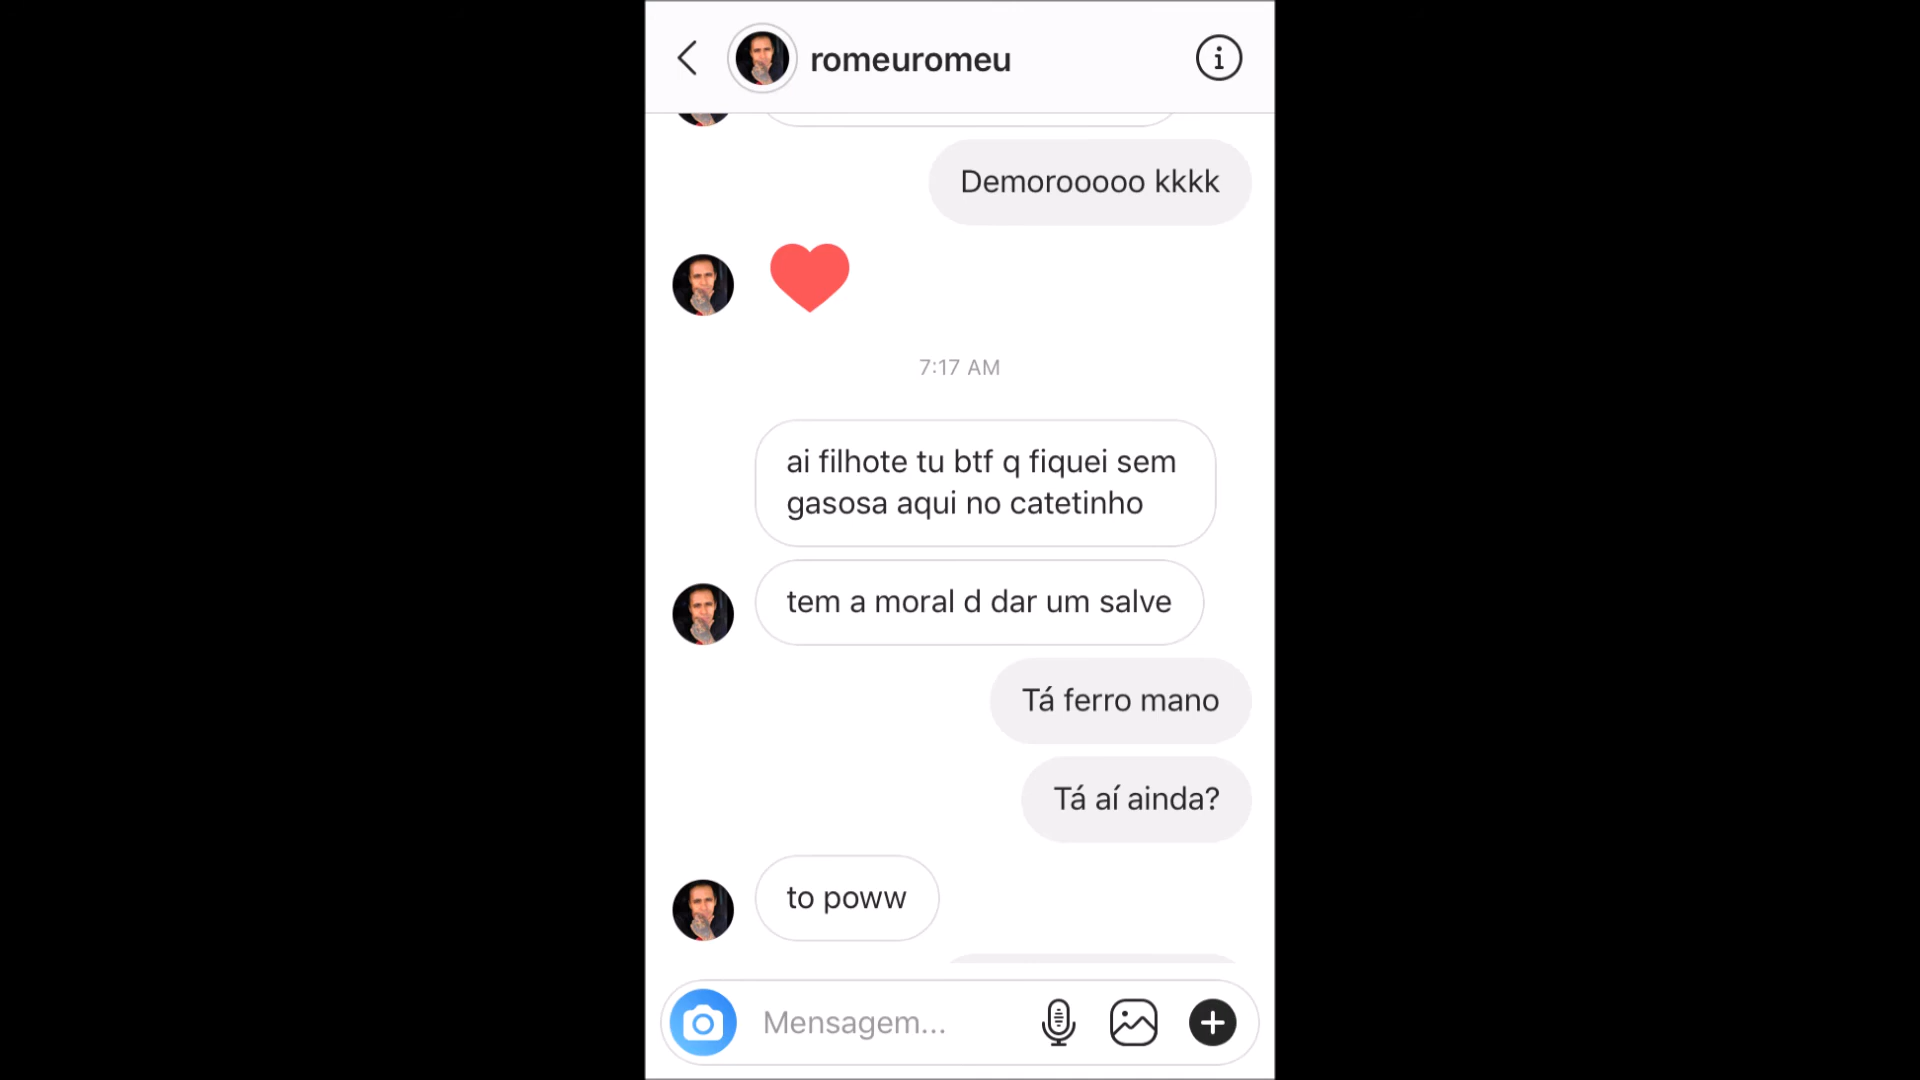 romeuromeu
Demorooooo kkkk
7:17 AM
ai filhote tu btf q fiquei sem
gasosa aqui no catetinho
tem a moral d dar um salve
Tá ferro mano
Tá aí ainda?
to poww
Mensagem...